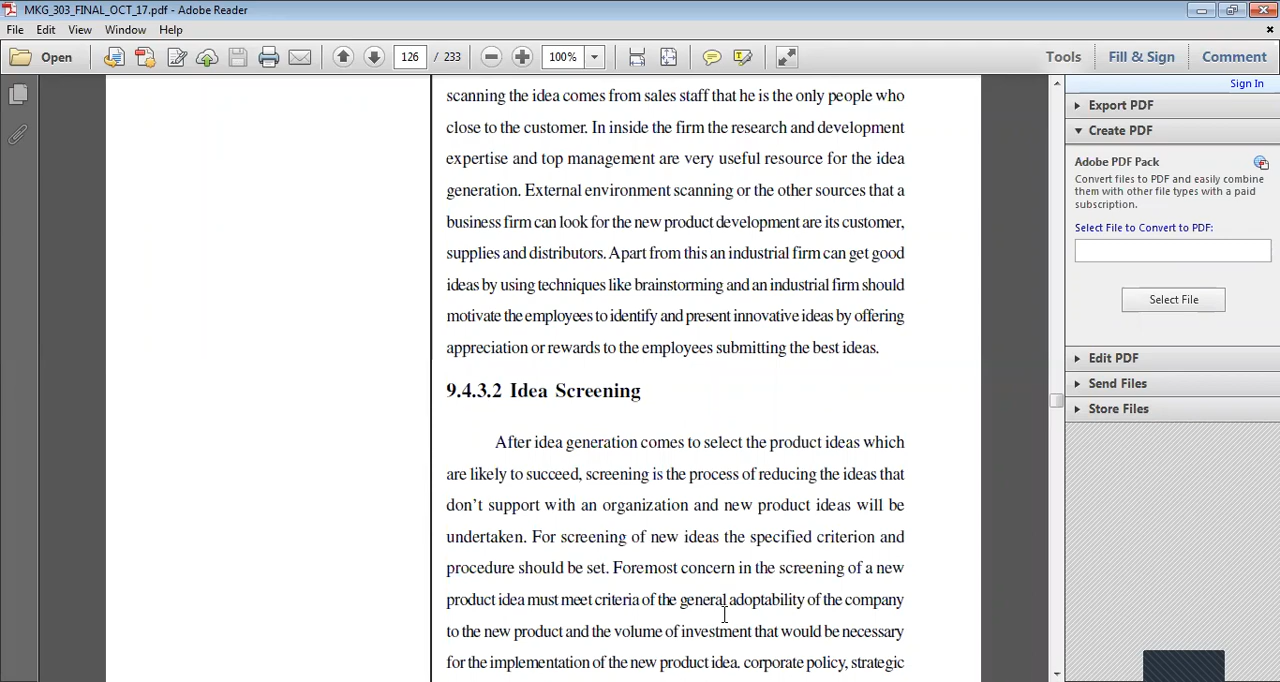 MKG_303_FINAL_OCT_17.pdf - Adobe Reader
File Edit View Window Help
Open 126 / 233 100% Tools Fill & Sign Comment
Sign In
Export PDF
Create PDF
Adobe PDF Pack
Convert files to PDF and easily combine
them with other file types with a paid
subscription.
Select File to Convert to PDF:
Select File
Edit PDF
Send Files
Store Files
scanning the idea comes from sales staff that he is the only people who
close to the customer. In inside the firm the research and development
expertise and top management are very useful resource for the idea
generation. External environment scanning or the other sources that a
business firm can look for the new product development are its customer,
supplies and distributors. Apart from this an industrial firm can get good
ideas by using techniques like brainstorming and an industrial firm should
motivate the employees to identify and present innovative ideas by offering
appreciation or rewards to the employees submitting the best ideas.
9.4.3.2 Idea Screening
After idea generation comes to select the product ideas which
are likely to succeed, screening is the process of reducing the ideas that
don't support with an organization and new product ideas will be
undertaken. For screening of new ideas the specified criterion and
procedure should be set. Foremost concern in the screening of a new
product idea must meet criteria of the general adoptability of the company
to the new product and the volume of investment that would be necessary
for the implementation of the new product idea. corporate policy, strategic